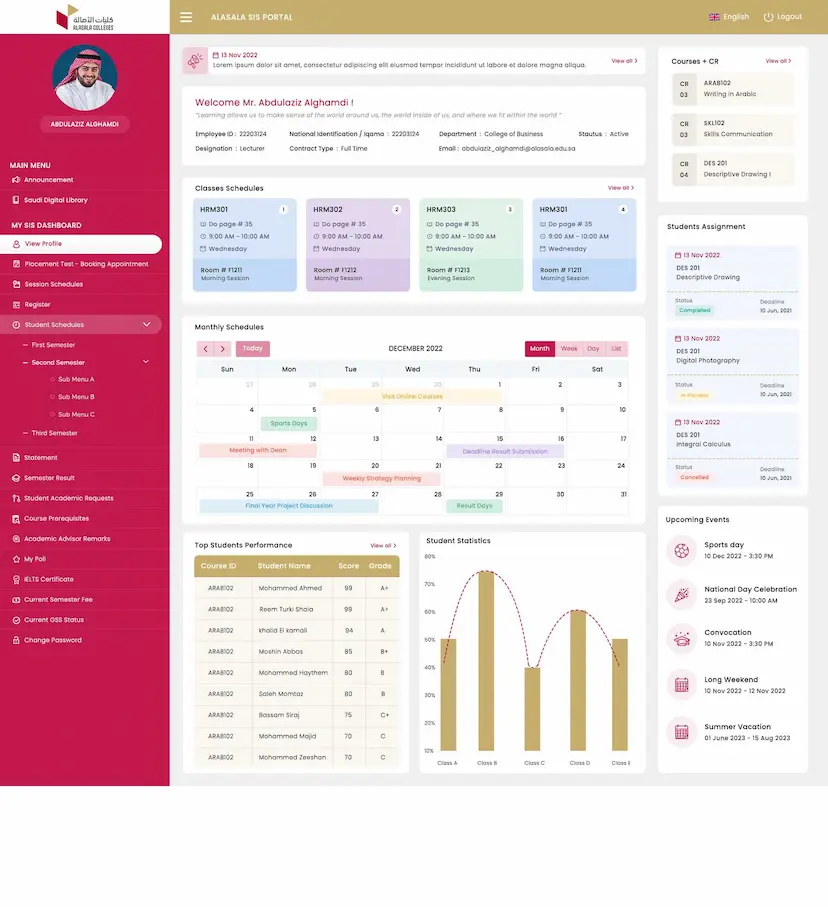 كليات الأصالة
ALASALA COLLEGES
ALASALA SIS PORTAL
English
Logout
ABDULAZIZ ALGHAMDI
MAIN MENU
Announcement
Saudi Digital Library
MY SIS DASHBOARD
View Profile
Placement Test - Booking Appointment
Session Schedules
Register
Student Schedules
First Semester
Second Semester
Sub Menu A
Sub Menu B
Sub Menu C
Third Semester
Statement
Semester Result
Student Academic Requests
Course Prerequisites
Academic Advisor Remarks
My Poll
IELTS Certificate
Current Semester Fee
Current GSS Status
Change Password
13 Nov 2022
Lorem ipsum dolor sit amet, consectetur adipiscing elit eiusmod tempor incididunt ut labore et dolore magna aliqua.
View all
Welcome Mr. Abdulaziz Alghamdi !
"Learning allows us to make sense of the world around us, the world inside of us, and where we fit within the world "
Employee ID : 22203124 National Identification / Iqama : 22203124 Department : College of Business Stautus : Active
Designation : Lecturer Contract Type : Full Time Email : abdulaziz_alghamdi@alasala.edu.sa
Classes Schedules
View all
HRM301 1
Do page # 35
9:00 AM - 10:00 AM
Wednesday
Room # F1211
Morning Session
HRM302 2
Do page # 35
9:00 AM - 10:00 AM
Wednesday
Room # F1212
Morning Session
HRM303 3
Do page # 35
9:00 AM - 10:00 AM
Wednesday
Room # F1213
Evening Session
HRM301 4
Do page # 35
9:00 AM - 10:00 AM
Wednesday
Room # F1211
Morning Session
Monthly Schedules
Today
DECEMBER 2022
Month Week Day List
Sun Mon Tue Wed Thu Fri Sat
27 28 29 30 1 2 3
Visit Online Courses
4 5 6 7 8 9 10
Sports Days
11 12 13 14 15 16 17
Meeting with Dean Deadline Result Submission
18 19 20 21 22 23 24
Weekly Strategy Planning
25 26 27 28 29 30 31
Final Year Project Discussion Result Days
Top Students Performance
View all
Course ID Student Name Score Grade
ARAB102 Mohammed Ahmed 99 A+
ARAB102 Reem Turki Shaia 99 A+
ARAB102 khalid El kamali 94 A
ARAB102 Moshin Abbas 85 B+
ARAB102 Mohammed Haythem 80 B
ARAB102 Saleh Momtaz 80 B
ARAB102 Bassam Siraj 75 C+
ARAB102 Mohammed Majid 70 C
ARAB102 Mohammed Zeeshan 70 C
Student Statistics
80%
70%
60%
50%
40%
30%
20%
10%
Class A Class B Class C Class D Class E
Courses + CR
View all
CR
03
ARAB102
Writing in Arabic
CR
03
SKL102
Skills Communication
CR
04
DES 201
Descriptive Drawing I
Students Assignment
13 Nov 2022
DES 201
Descriptive Drawing
Status Deadline
Completed 10 Jun, 2021
13 Nov 2022
DES 201
Digital Photography
Status Deadline
10 Jun, 2021
13 Nov 2022
DES 201
Integral Calculus
Status Deadline
Cancelled 10 Jun, 2021
Upcoming Events
Sports day
10 Dec 2022 - 3:30 PM
National Day Celebration
23 Sep 2022 - 10:00 AM
Convocation
10 Nov 2022 - 3:30 PM
Long Weekend
10 Nov 2022 - 12 Nov 2022
Summer Vacation
01 June 2023 - 15 Aug 2023